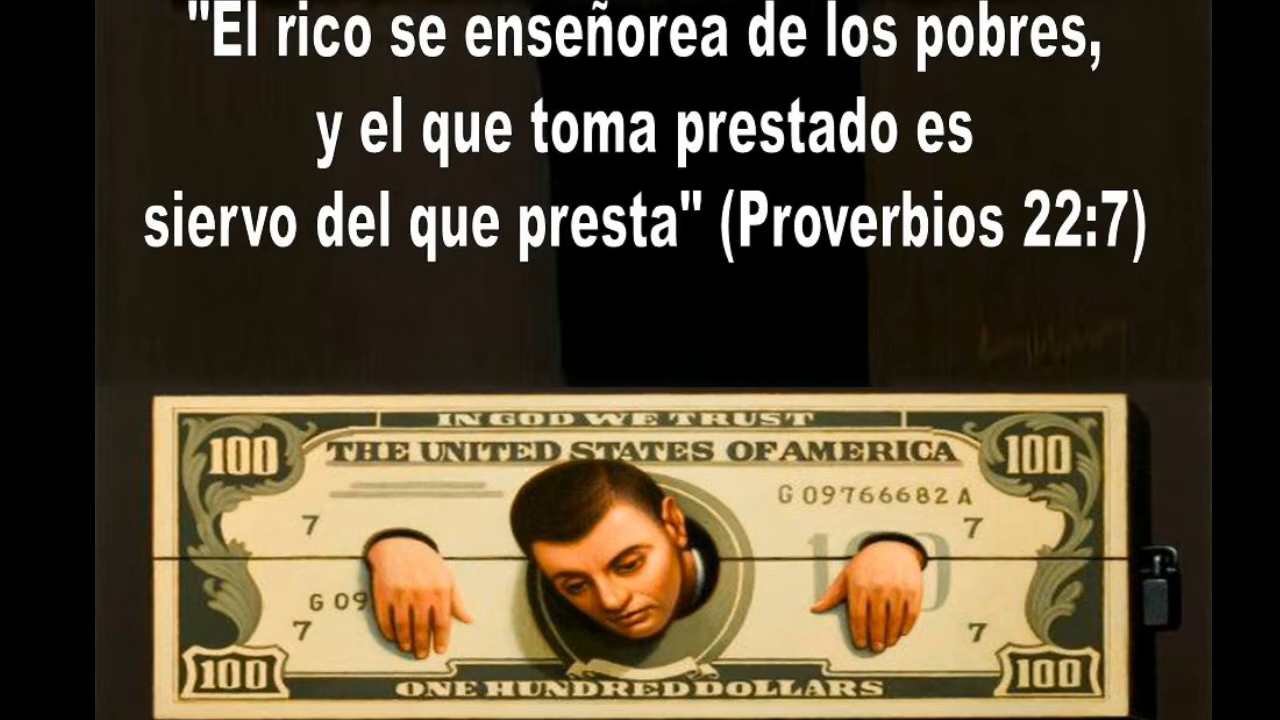 "El rico se enseñorea de los pobres,
y el que toma prestado es
siervo del que presta" (Proverbios 22:7)
IN GOD WE TRUST
100 THE UNITED STATES OF AMERICA 100
G 09766682 A
7 7
100
G 09
7 7
100 ONE HUNDRED DOLLARS 100